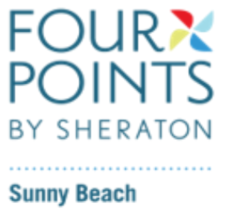 FOUR
POINTS
BY SHERATON
Sunny Beach